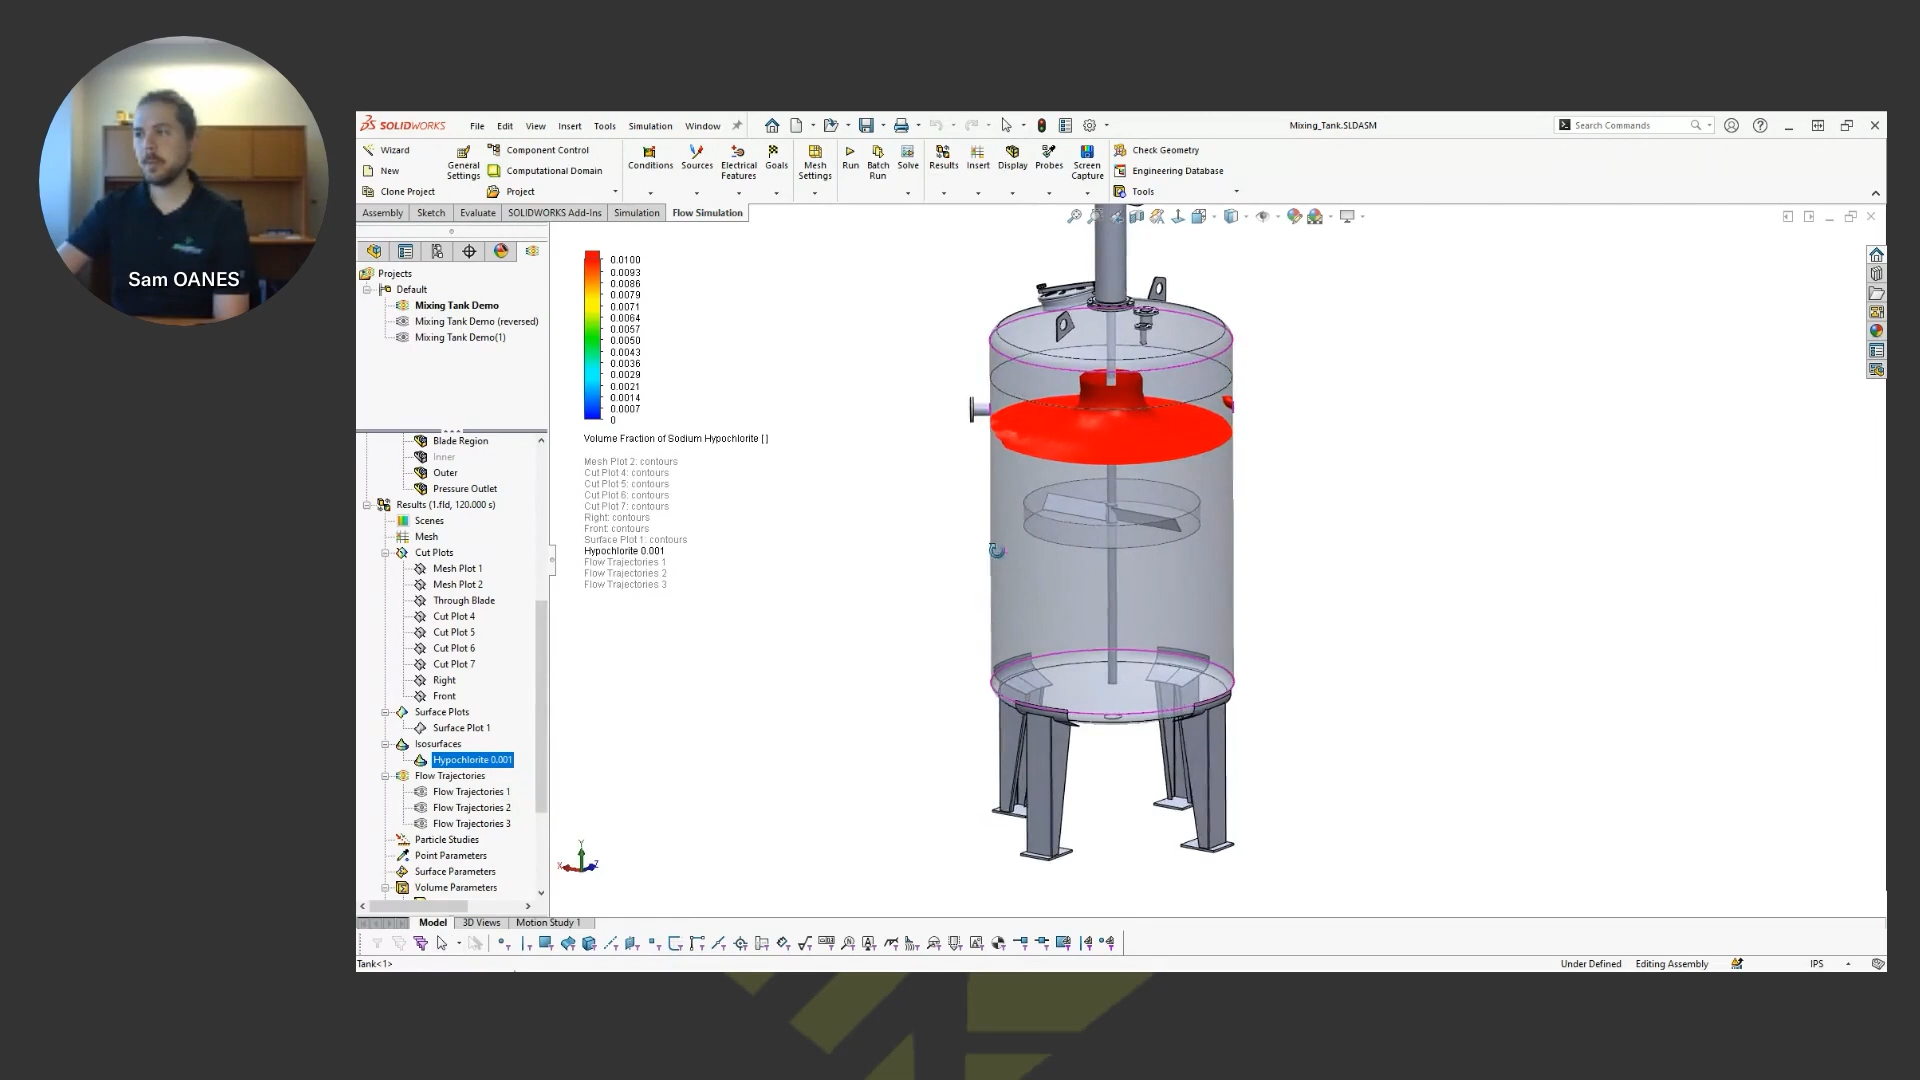 Sam OANES
SOLIDWORKS
File Edit View Insert Tools Simulation Window
Mixing_Tank.SLDASM
Search Commands
Wizard
New
Clone Project
General Settings
Component Control
Computational Domain
Project
Conditions
Sources
Electrical Features
Goals
Mesh Settings
Run
Batch Run
Solve
Results
Insert
Display
Probes
Screen Capture
Check Geometry
Engineering Database
Tools
Assembly Sketch Evaluate SOLIDWORKS Add-Ins Simulation Flow Simulation
Projects
Default
Mixing Tank Demo
Mixing Tank Demo (reversed)
Mixing Tank Demo(1)
Blade Region
Inner
Outer
Pressure Outlet
Results (1.fld, 120.000 s)
Scenes
Mesh
Cut Plots
Mesh Plot 1
Mesh Plot 2
Through Blade
Cut Plot 4
Cut Plot 5
Cut Plot 6
Cut Plot 7
Right
Front
Surface Plots
Surface Plot 1
Isosurfaces
Hypochlorite 0.001
Flow Trajectories
Flow Trajectories 1
Flow Trajectories 2
Flow Trajectories 3
Particle Studies
Point Parameters
Surface Parameters
Volume Parameters
0.0100
0.0093
0.0086
0.0079
0.0071
0.0064
0.0057
0.0050
0.0043
0.0036
0.0029
0.0021
0.0014
0.0007
0
Volume Fraction of Sodium Hypochlorite [ ]
Mesh Plot 2: contours
Cut Plot 4: contours
Cut Plot 5: contours
Cut Plot 6: contours
Cut Plot 7: contours
Right: contours
Front: contours
Surface Plot 1: contours
Hypochlorite 0.001
Flow Trajectories 1
Flow Trajectories 2
Flow Trajectories 3
Y
X
Z
Model 3D Views Motion Study 1
Tank<1>
Under Defined
Editing Assembly
IPS